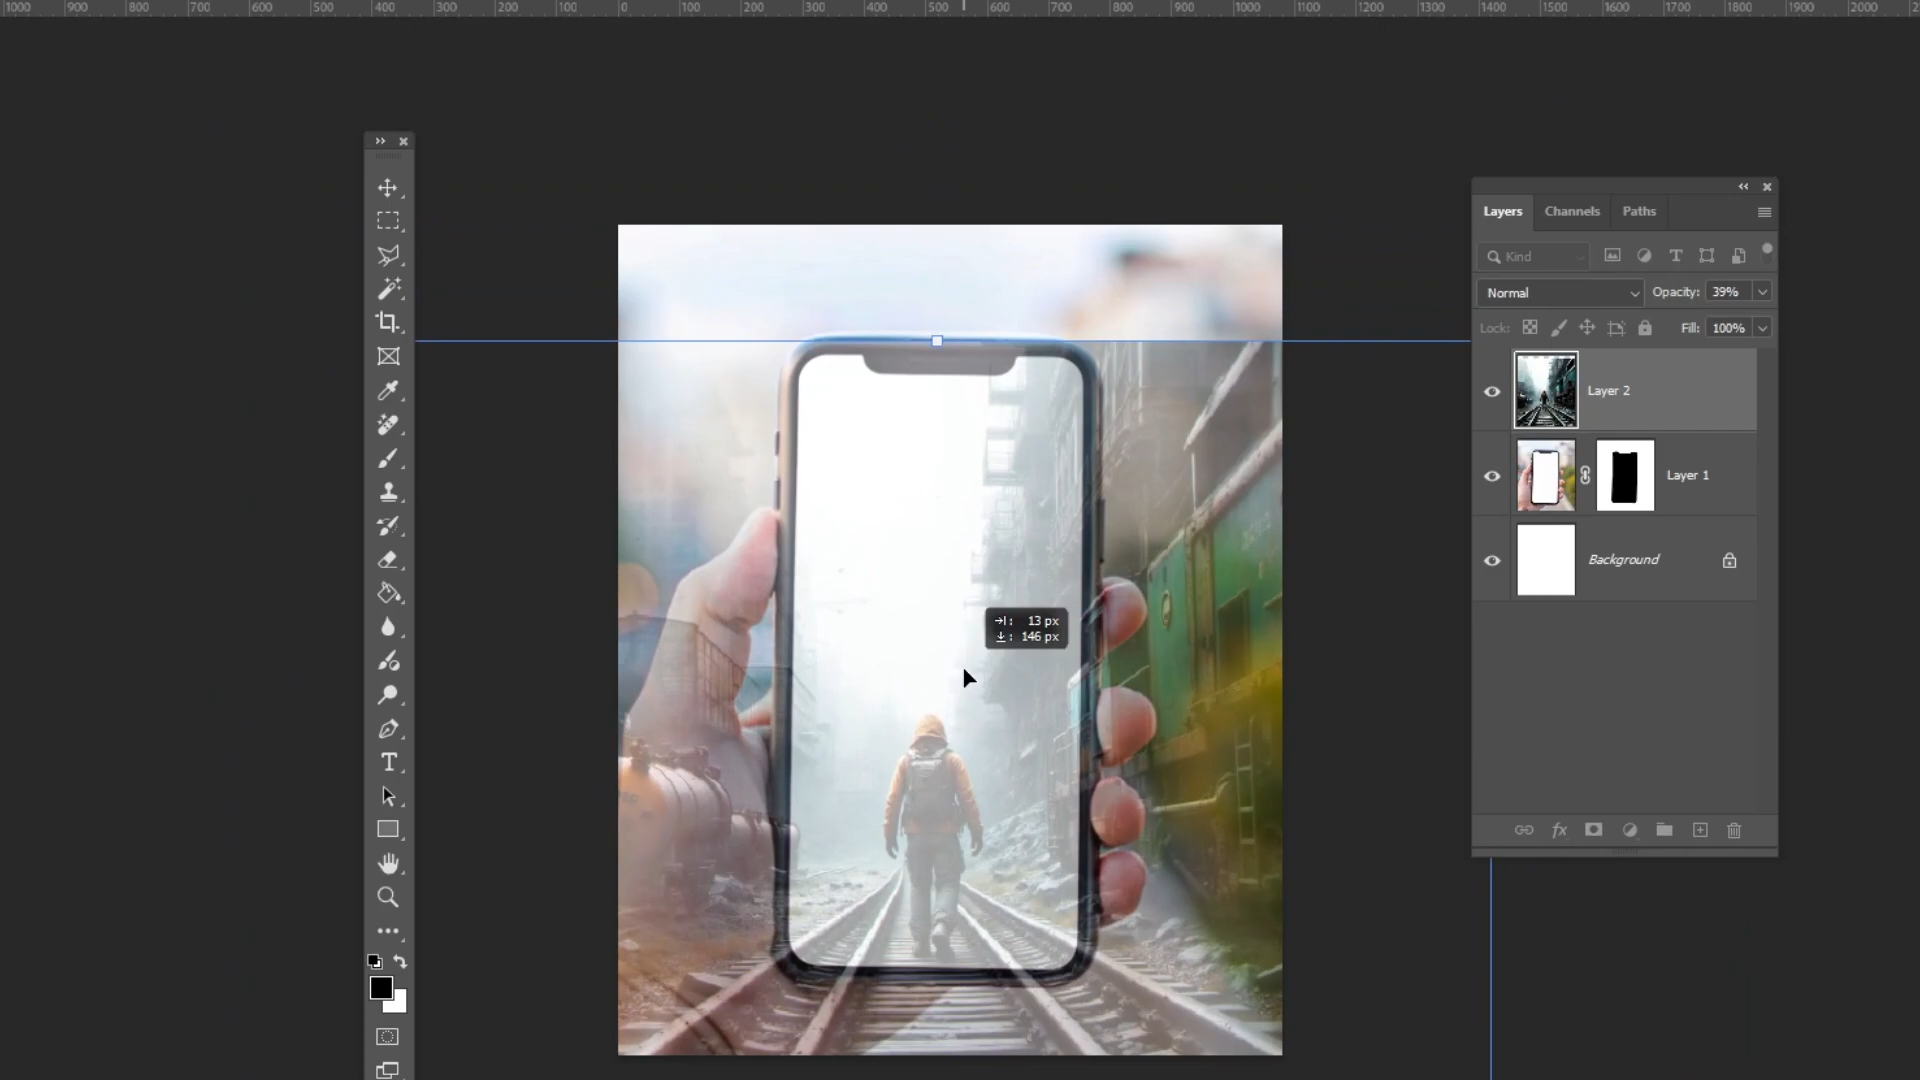 1000 900 800 700 600 500 400 300 200 100 0 100 200 300 400 500 600 700 800 900 1000 1100 1200 1300 1400 1500 1600 1700 1800 1900 2000
Layers Channels Paths
Kind
Normal Opacity: 39%
Lock: Fill: 100%
Layer 2
Layer 1
Background
fx
13 px
146 px